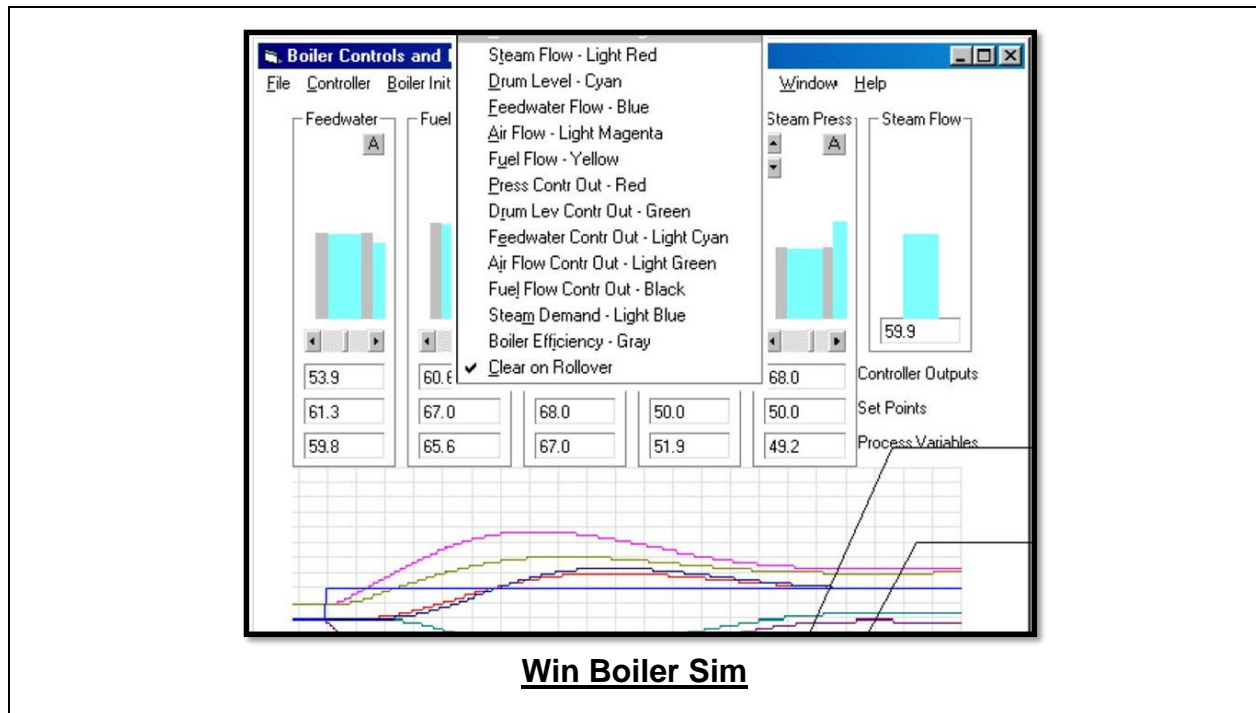 Boiler Controls and
File Controller Boiler Init Window Help
Steam Flow - Light Red
Drum Level - Cyan
Feedwater Flow - Blue
Air Flow - Light Magenta
Fuel Flow - Yellow
Press Contr Out - Red
Drum Lev Contr Out - Green
Feedwater Contr Out - Light Cyan
Air Flow Contr Out - Light Green
Fuel Flow Contr Out - Black
Steam Demand - Light Blue
Boiler Efficiency - Gray
Clear on Rollover
Feedwater Fuel Steam Press Steam Flow
A A
59.9
53.9 60.6 68.0 Controller Outputs
61.3 67.0 68.0 50.0 50.0 Set Points
59.8 65.6 67.0 51.9 49.2 Process Variables
Win Boiler Sim